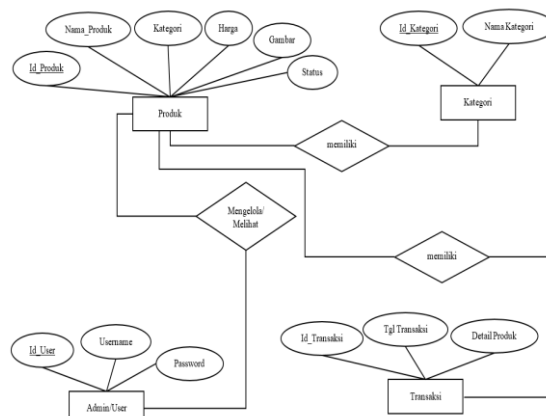 Nama_Produk
Kategori
Harga
Gambar
Id_Produk
Status
Produk
Id_Kategori
Nama Kategori
Kategori
memiliki
Mengelola/
Melihat
memiliki
Id_User
Username
Password
Admin/User
Id_Transaksi
Tgl Transaksi
Detail Produk
Transaksi